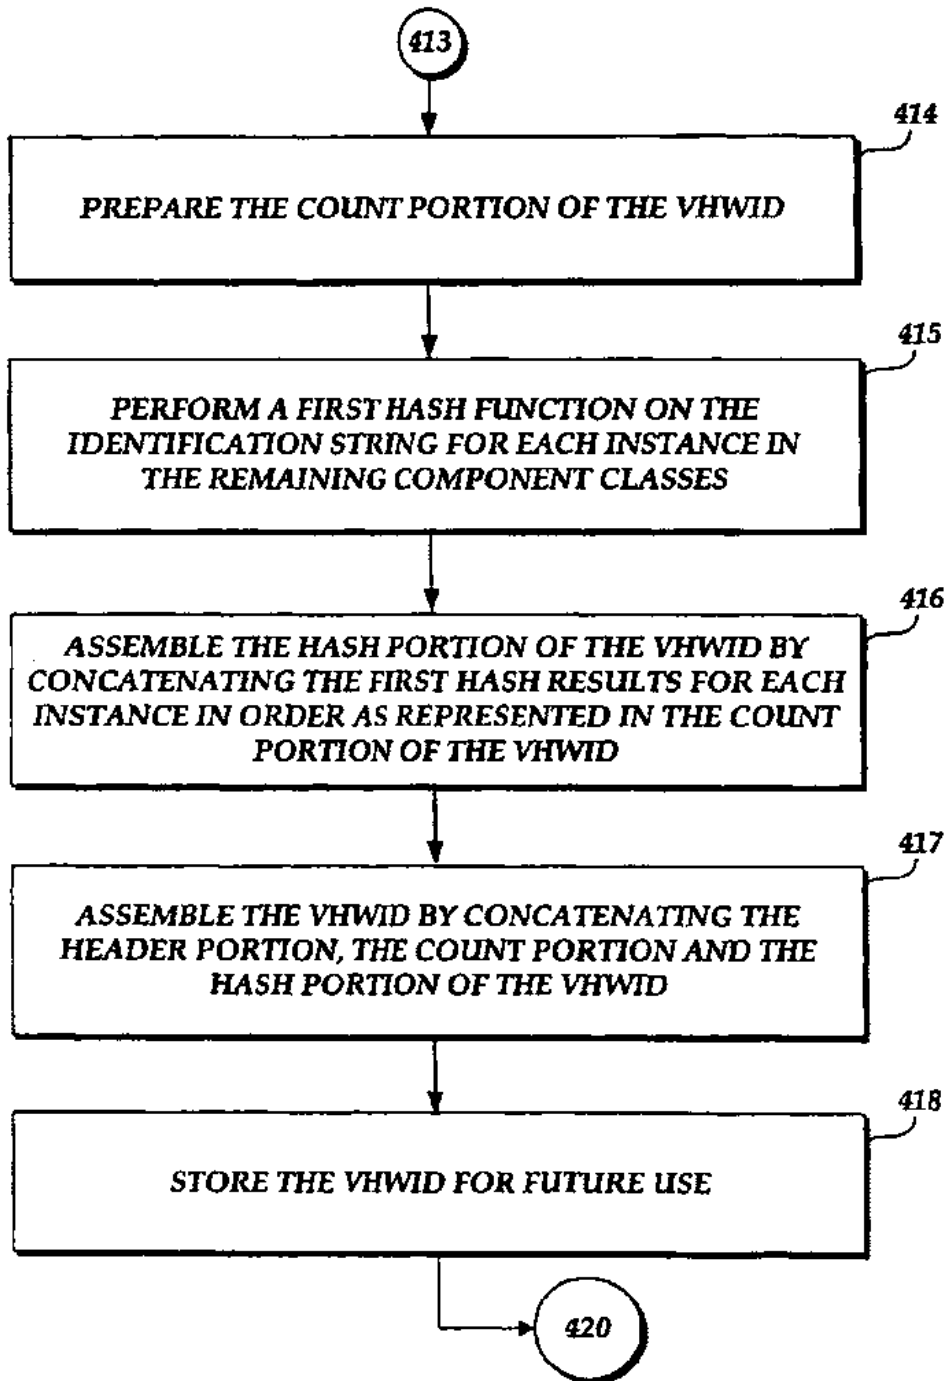 413
414
PREPARE THE COUNT PORTION OF THE VHWID
415
PERFORM A FIRST HASH FUNCTION ON THE
IDENTIFICATION STRING FOR EACH INSTANCE IN
THE REMAINING COMPONENT CLASSES
416
ASSEMBLE THE HASH PORTION OF THE VHWID BY
CONCATENATING THE FIRST HASH RESULTS FOR EACH
INSTANCE IN ORDER AS REPRESENTED IN THE COUNT
PORTION OF THE VHWID
417
ASSEMBLE THE VHWID BY CONCATENATING THE
HEADER PORTION, THE COUNT PORTION AND THE
HASH PORTION OF THE VHWID
418
STORE THE VHWID FOR FUTURE USE
420